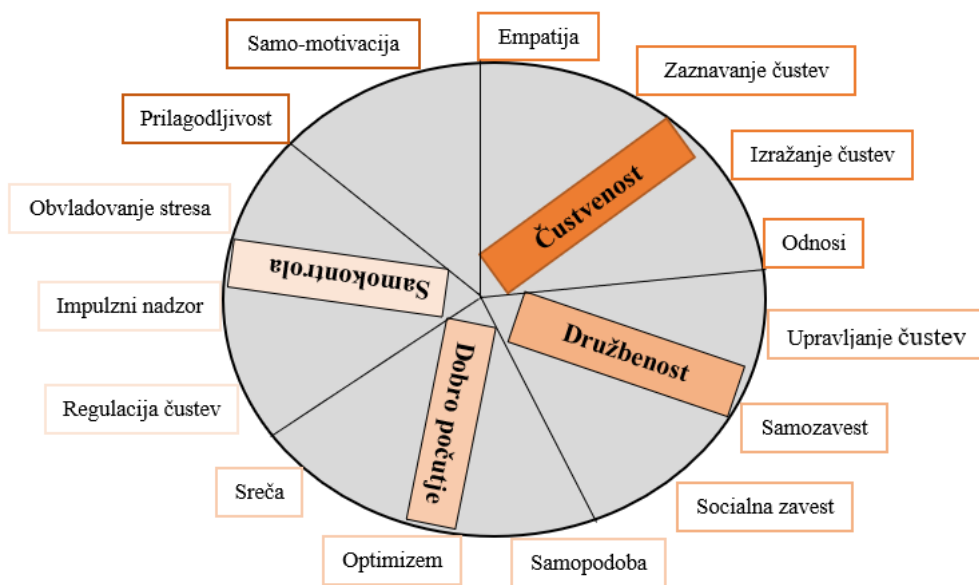 Samo-motivacija
Empatija
Zaznavanje čustev
Prilagodljivost
Izražanje čustev
Čustvenost
Obvladovanje stresa
Odnosi
Samokontrola
Impulzni nadzor
Družbenost
Upravljanje čustev
Dobro počutje
Regulacija čustev
Samozavest
Sreča
Socialna zavest
Optimizem
Samopodoba